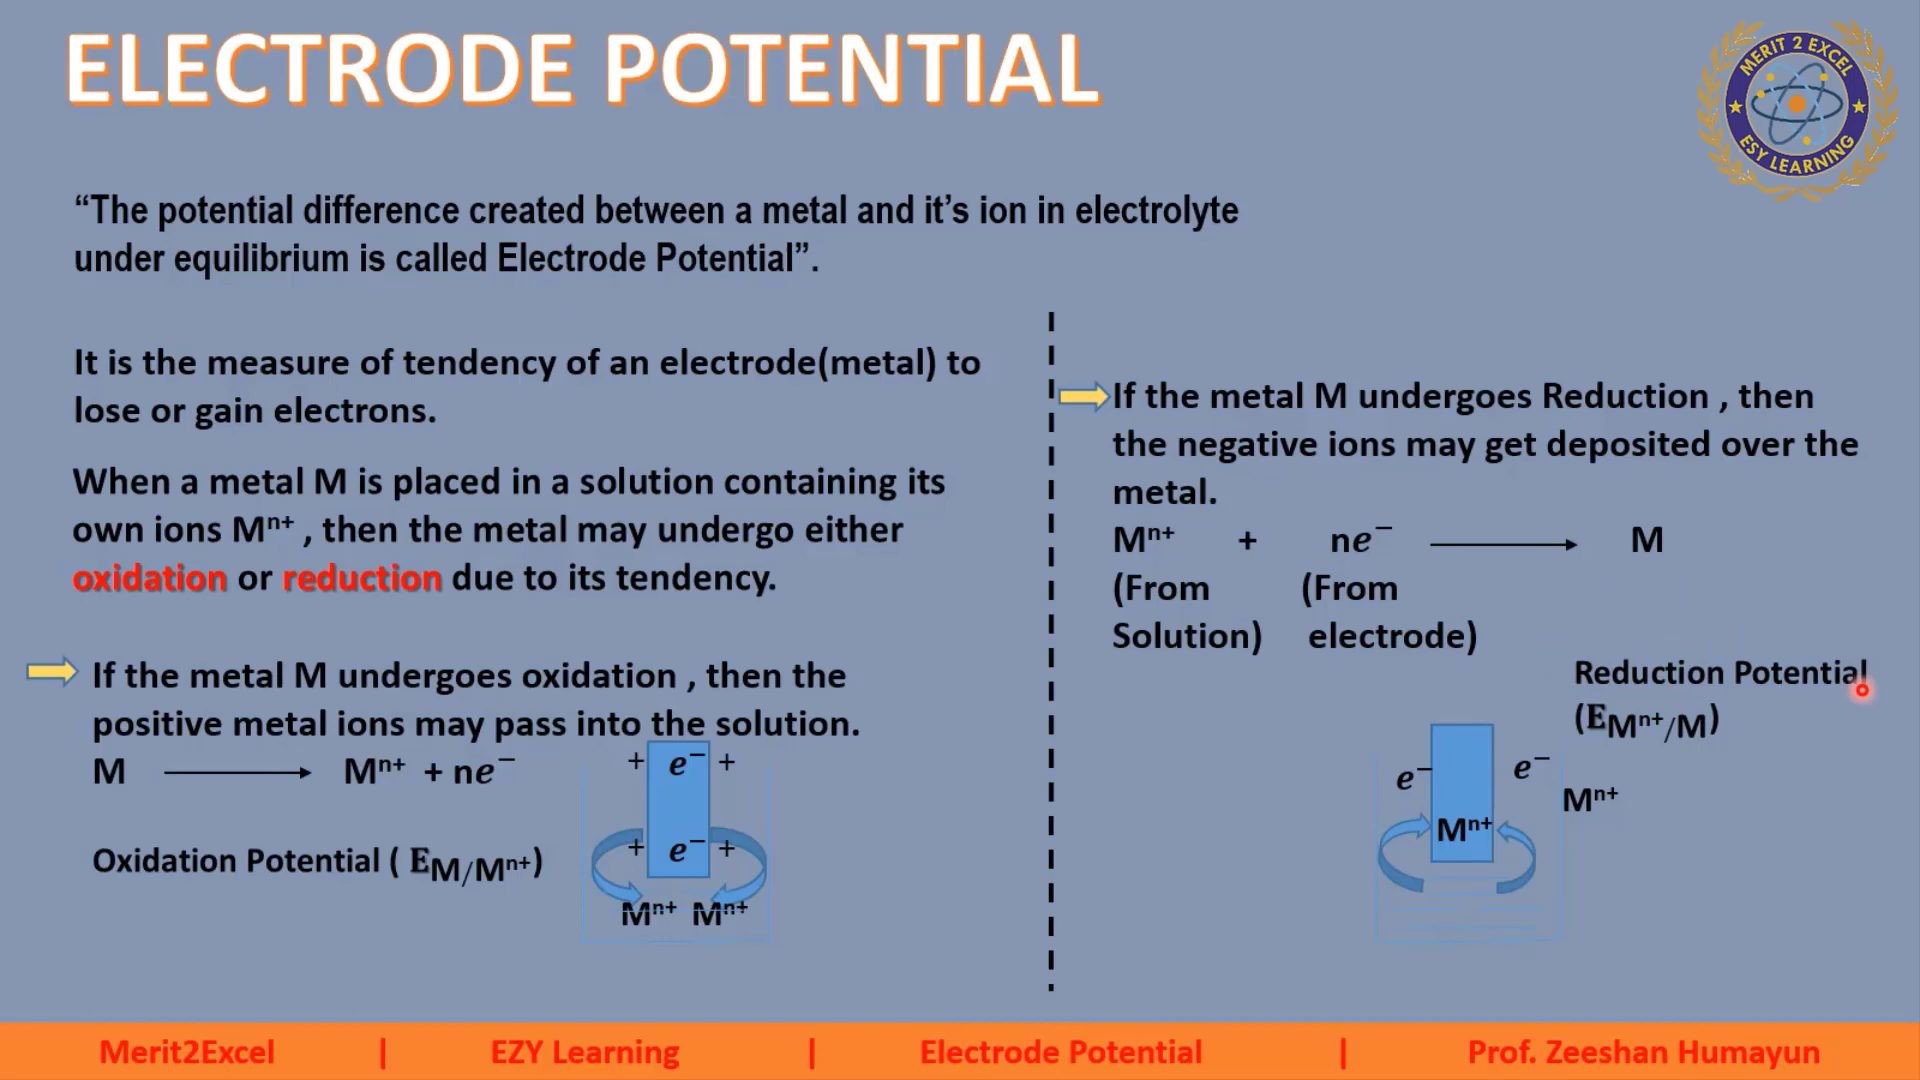 ELECTRODE POTENTIAL
MERIT 2 EXCEL
ESY LEARNING
“The potential difference created between a metal and it’s ion in electrolyte
under equilibrium is called Electrode Potential”.
It is the measure of tendency of an electrode(metal) to
lose or gain electrons.
When a metal M is placed in a solution containing its
own ions Mⁿ⁺ , then the metal may undergo either
oxidation or reduction due to its tendency.
If the metal M undergoes oxidation , then the
positive metal ions may pass into the solution.
M ⟶ Mⁿ⁺ + ne⁻
Oxidation Potential ( E_M/Mⁿ⁺)
+ e⁻ +
+ e⁻ +
Mⁿ⁺ Mⁿ⁺
If the metal M undergoes Reduction , then
the negative ions may get deposited over the
metal.
Mⁿ⁺ + ne⁻ ⟶ M
(From (From
Solution) electrode)
Reduction Potential
(E_Mⁿ⁺/M)
e⁻ e⁻
Mⁿ⁺
Mⁿ⁺
Merit2Excel | EZY Learning | Electrode Potential | Prof. Zeeshan Humayun